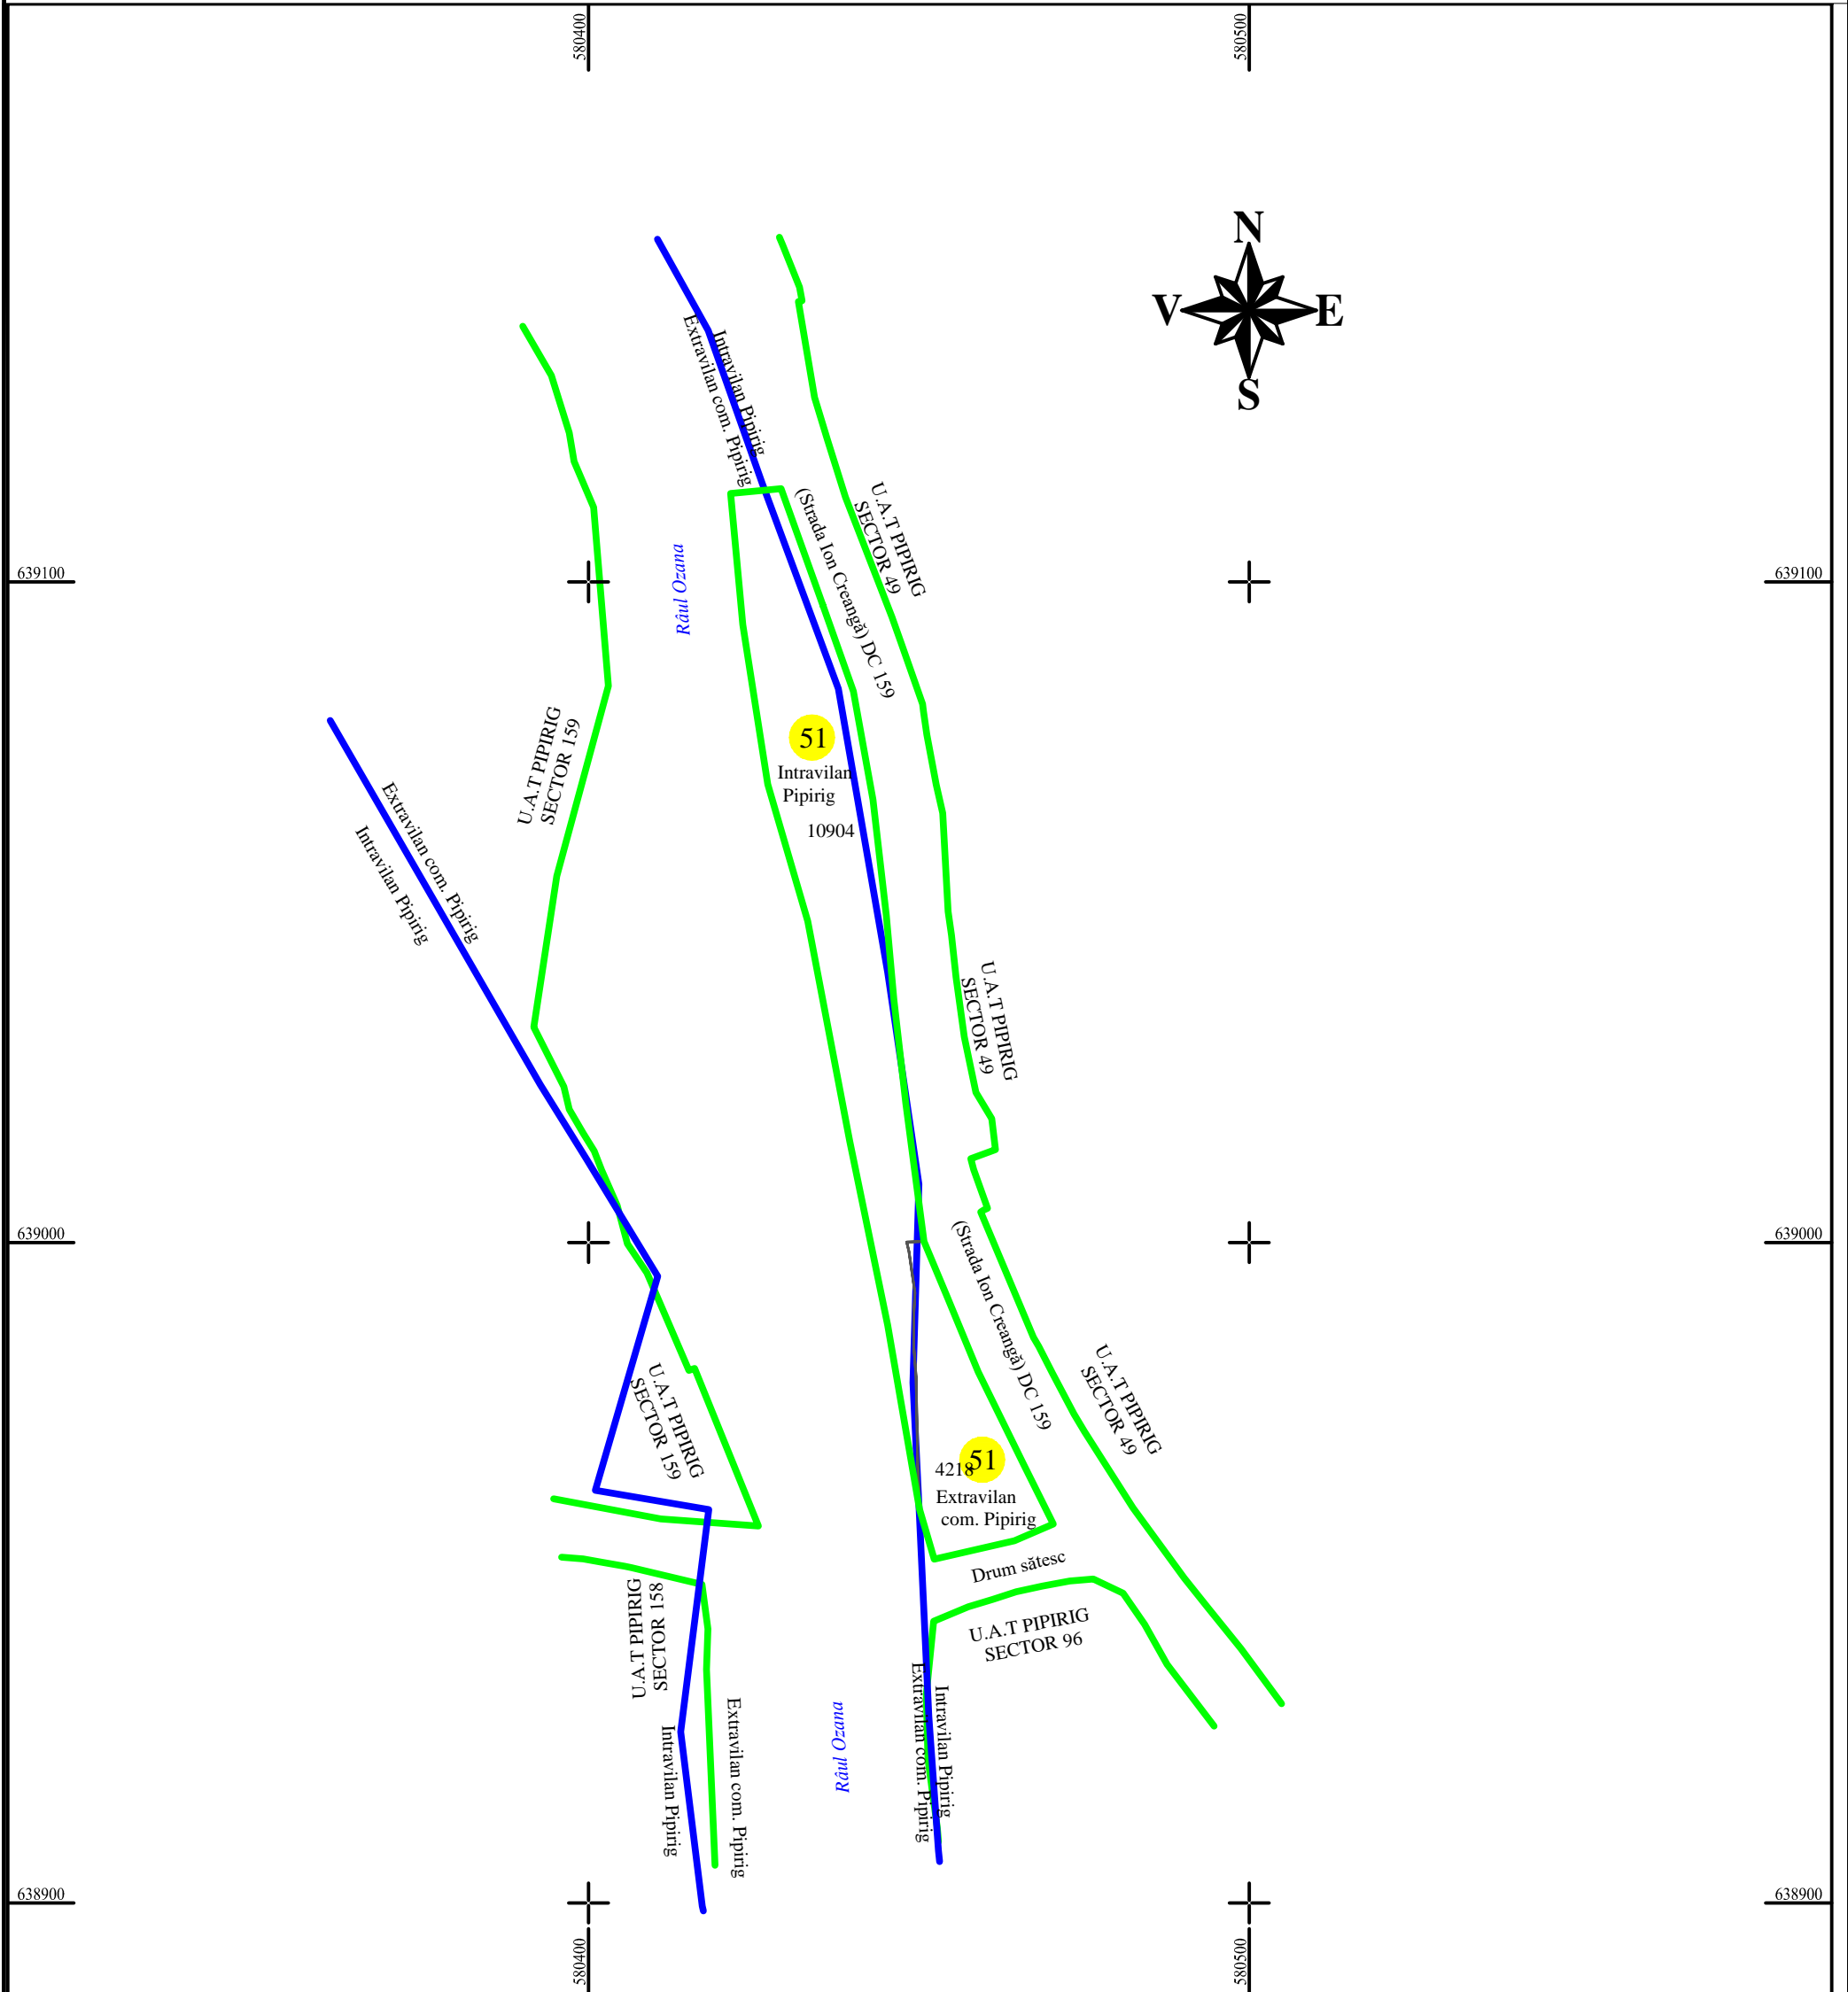 580400
580500
N
V
E
S
Intravilan Pipirig
Extravilan com. Pipirig
U.A.T PIPIRIG
SECTOR 49
(Strada Ion Creangă) DC 159
Râul Ozana
639100
639100
U.A.T PIPIRIG
SECTOR 159
51
Intravilan
Pipirig
10904
Extravilan com. Pipirig
Intravilan Pipirig
U.A.T PIPIRIG
SECTOR 49
639000
639000
(Strada Ion Creangă) DC 159
U.A.T PIPIRIG
SECTOR 49
U.A.T PIPIRIG
SECTOR 159
51
4218
Extravilan
com. Pipirig
Drum sătesc
U.A.T PIPIRIG
SECTOR 158
U.A.T PIPIRIG
SECTOR 96
Intravilan Pipirig
Extravilan com. Pipirig
Râul Ozana
Extravilan com. Pipirig
Intravilan Pipirig
638900
638900
580400
580500